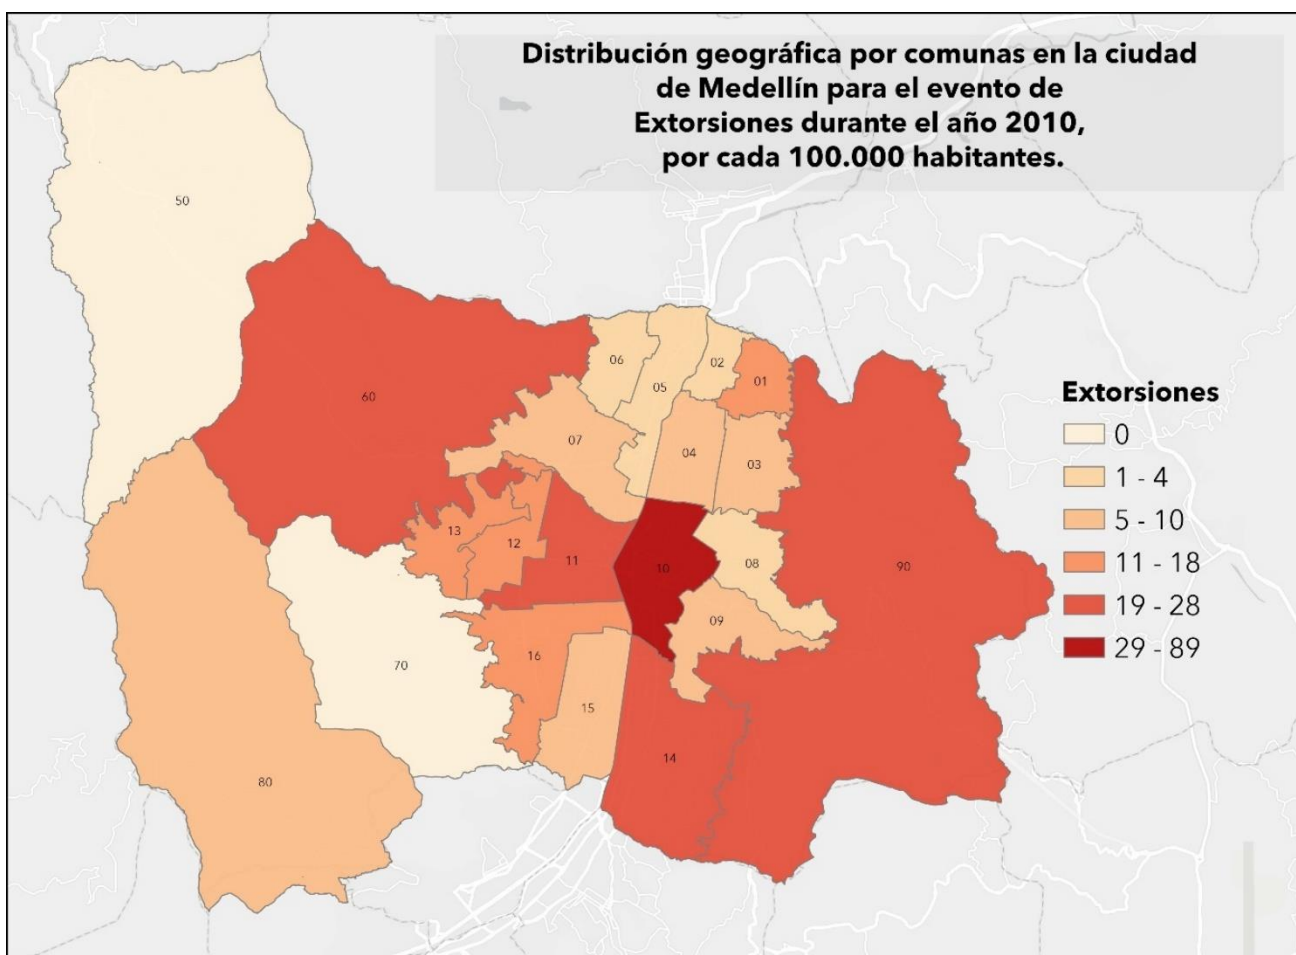 Distribución geográfica por comunas en la ciudad
de Medellín para el evento de
Extorsiones durante el año 2010,
por cada 100.000 habitantes.
50
60
06
05
02
01
07
04
03
13
12
11
10
08
90
09
16
70
15
14
80
Extorsiones
0
1 - 4
5 - 10
11 - 18
19 - 28
29 - 89